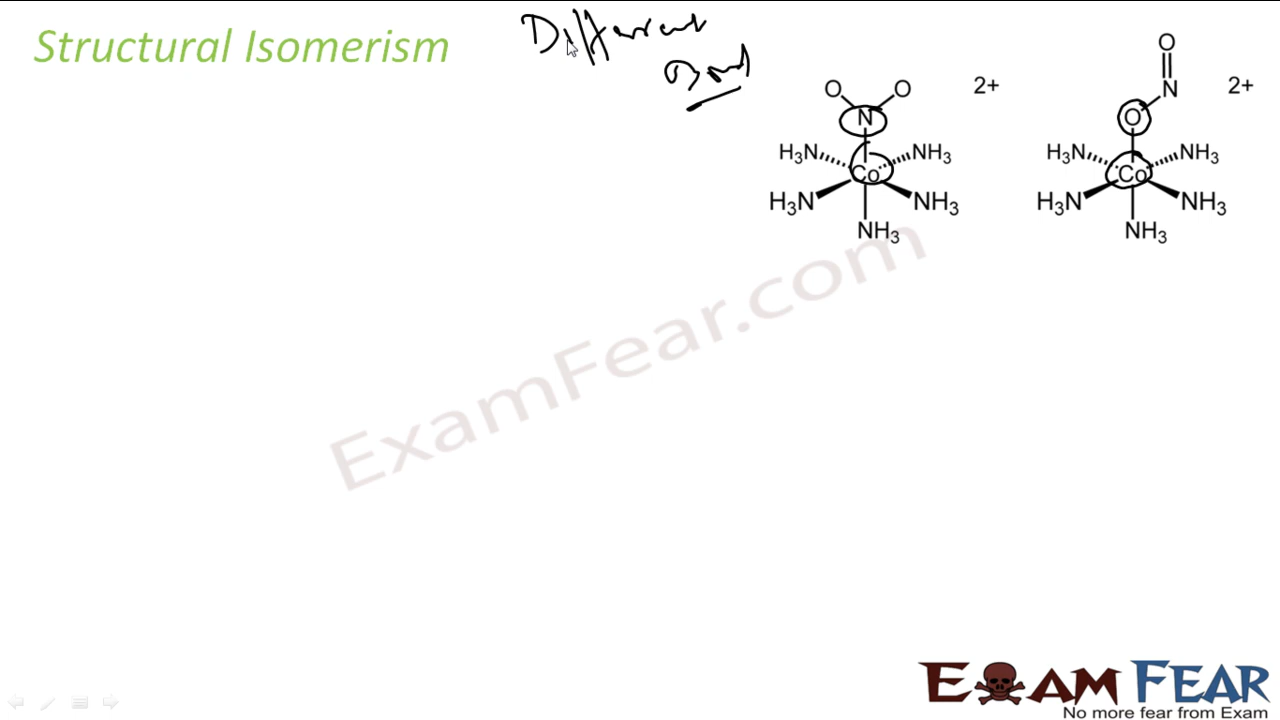 Structural Isomerism
Different
Bond
O O 2+
N
H₃N NH₃
Co
H₃N NH₃
NH₃
O
N 2+
O
H₃N NH₃
Co
H₃N NH₃
NH₃
ExamFear.com
EXAM FEAR
No more fear from Exam